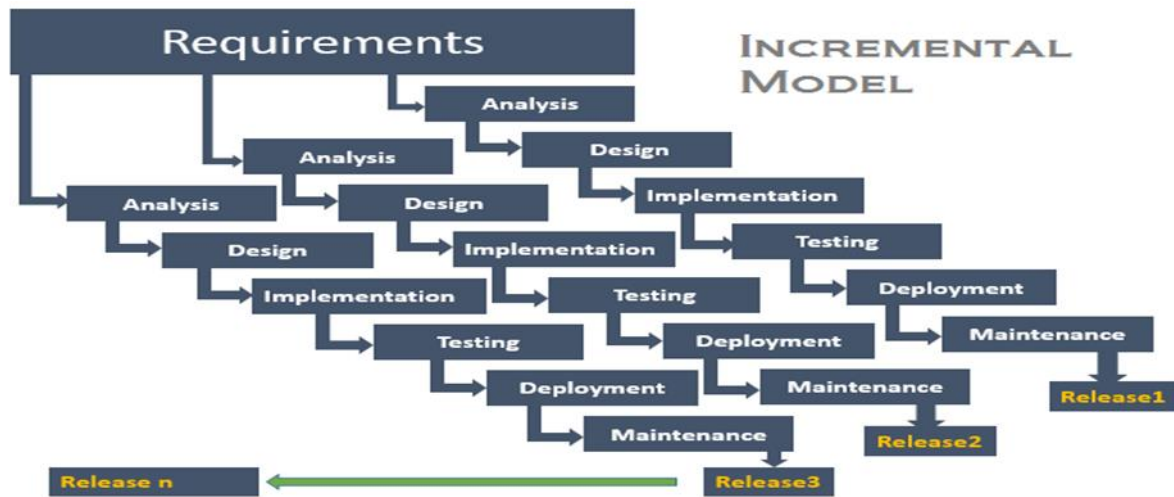 Requirements
INCREMENTAL
MODEL
Analysis
Analysis
Design
Analysis
Design
Implementation
Design
Implementation
Testing
Implementation
Testing
Deployment
Testing
Deployment
Maintenance
Deployment
Maintenance
Release1
Maintenance
Release2
Release n
Release3